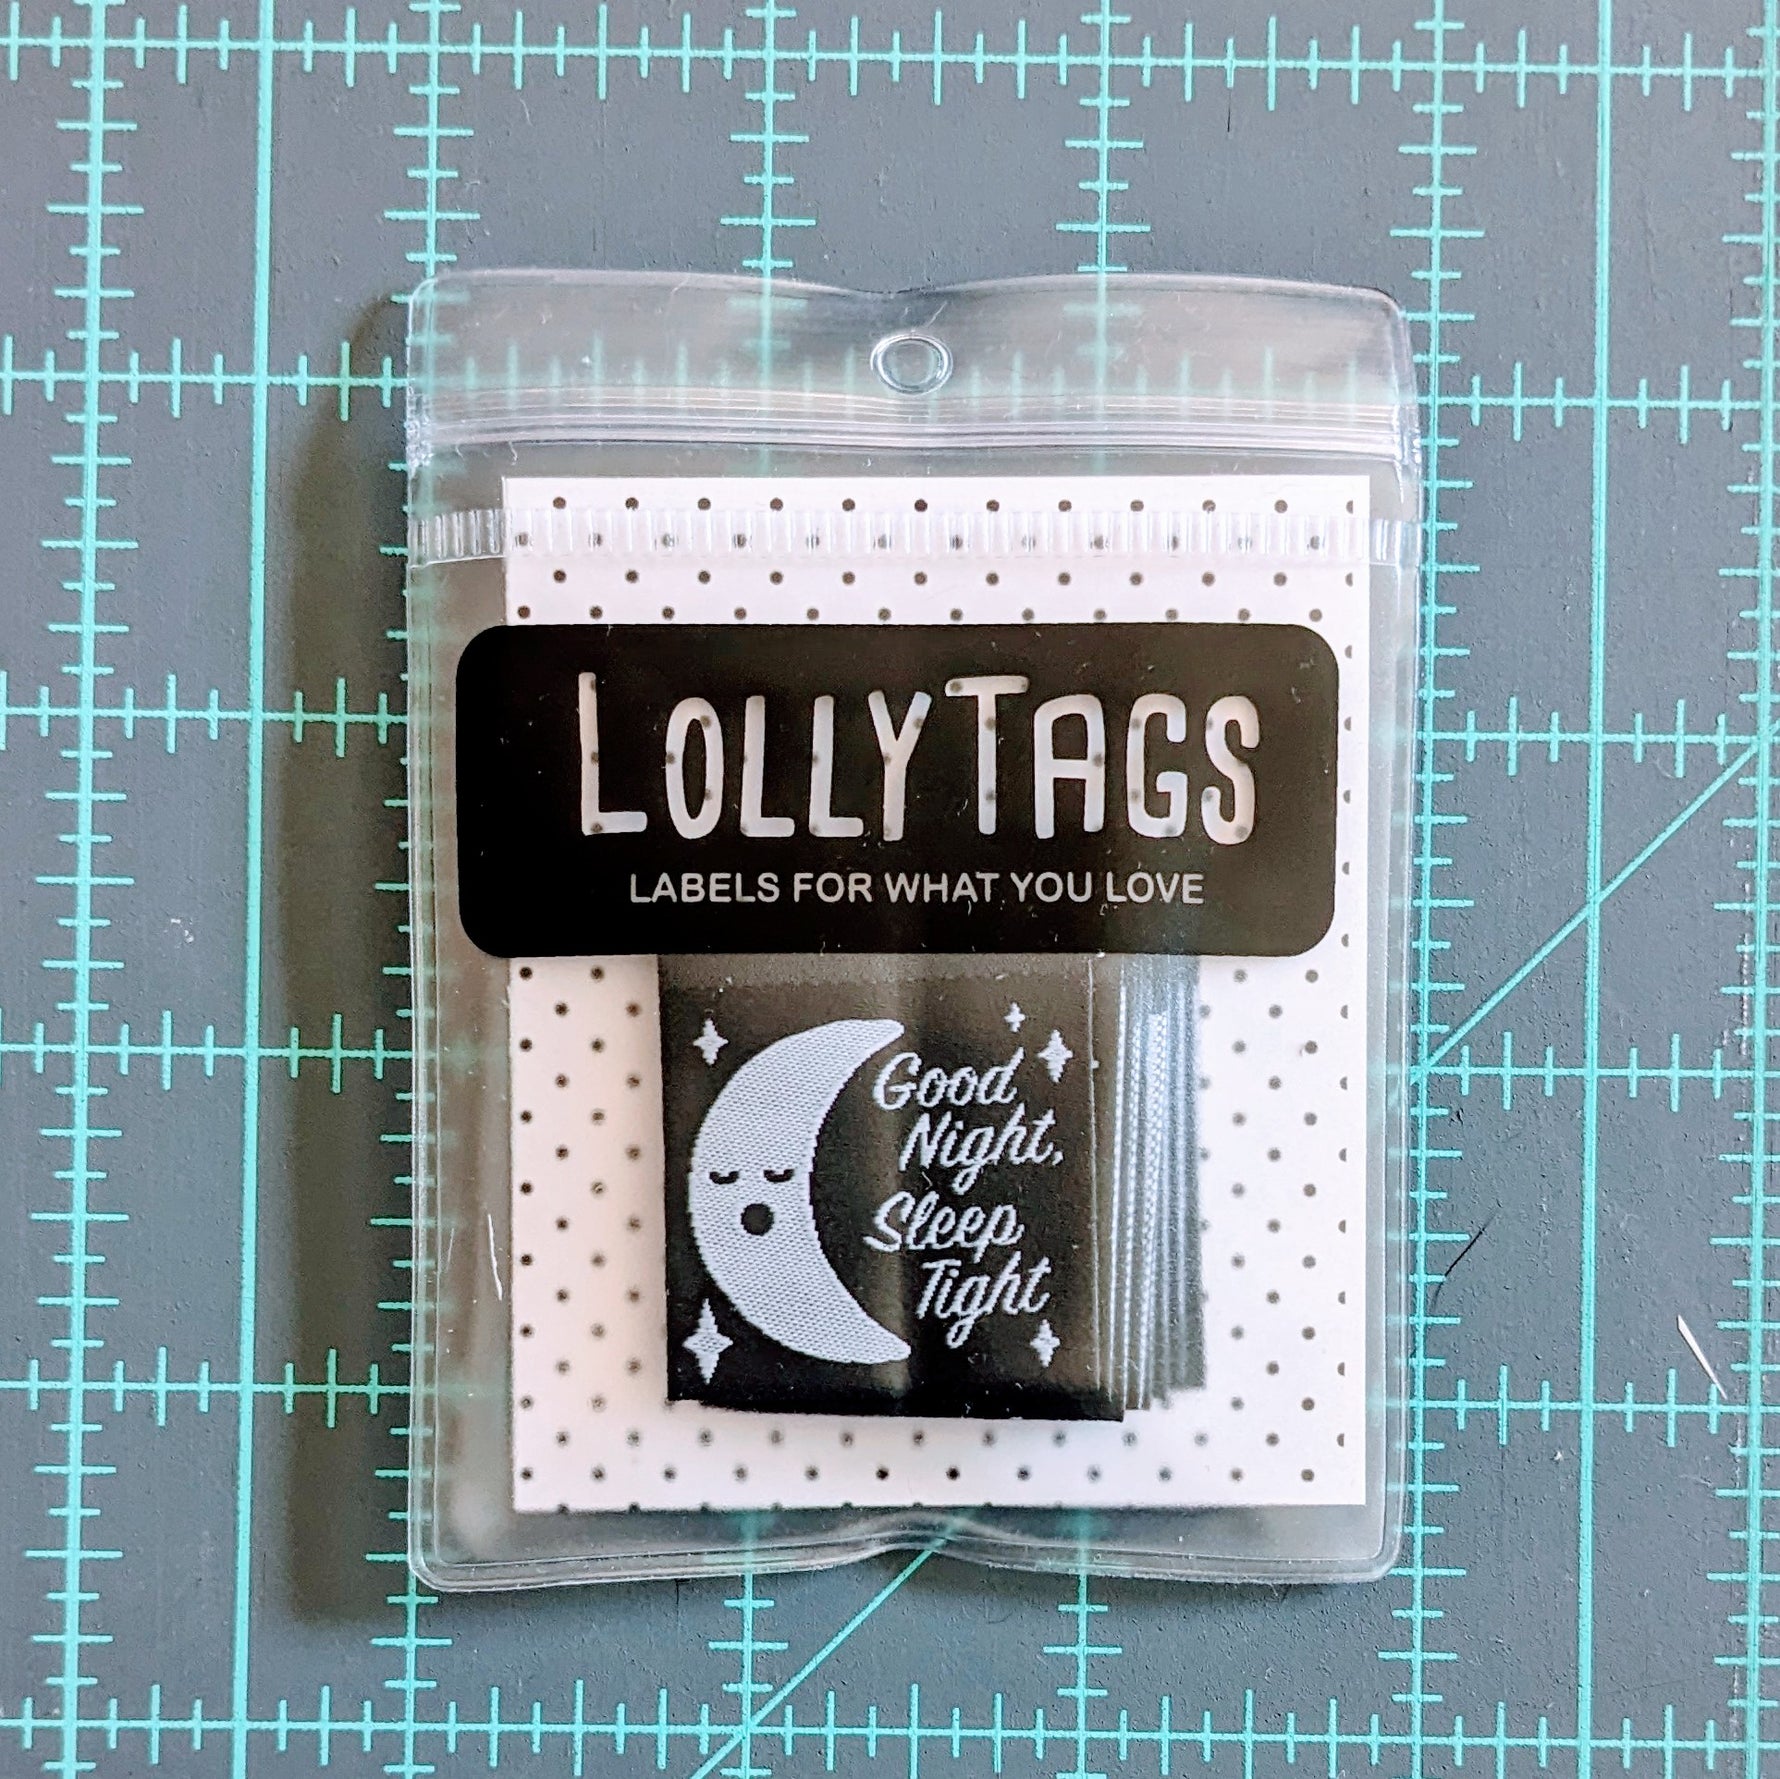 LOLLYTAGS
LABELS FOR WHAT YOU LOVE
Good
Night,
Sleep
Tight